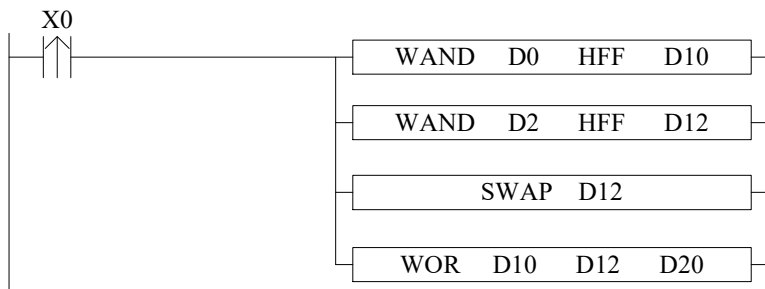 X0
WAND D0 HFF D10
WAND D2 HFF D12
SWAP D12
WOR D10 D12 D20